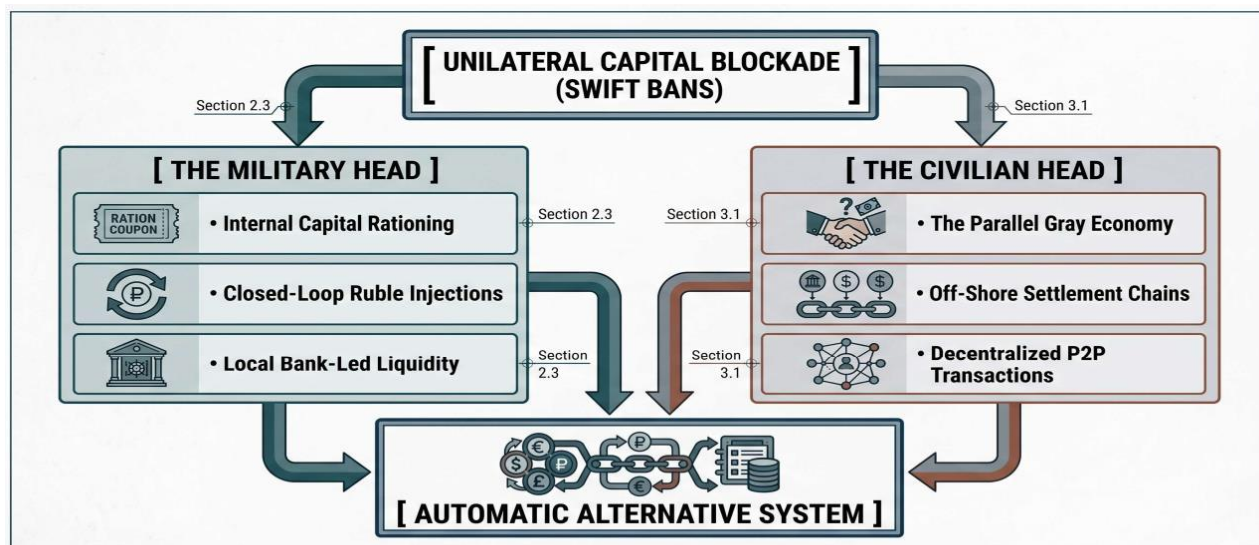 [ UNILATERAL CAPITAL BLOCKADE
(SWIFT BANS) ]
Section 2.3
Section 3.1
[ THE MILITARY HEAD ]
RATION
COUPON
• Internal Capital Rationing
Section 2.3
₽
• Closed-Loop Ruble Injections
• Local Bank-Led Liquidity
Section
2.3
[ THE CIVILIAN HEAD ]
?
Section 3.1
• The Parallel Gray Economy
$ $
• Off-Shore Settlement Chains
Section
3.1
• Decentralized P2P
Transactions
€ ₽
$ ₽
£ €
[ AUTOMATIC ALTERNATIVE SYSTEM ]